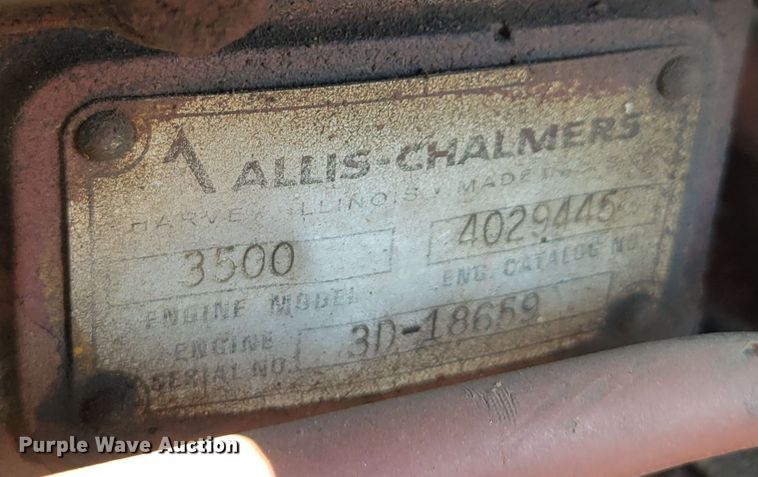 ALLIS-CHALMERS
HARVEY, ILLINOIS, MADE IN
3500 4029445
ENGINE MODEL ENG. CATALOG NO.
ENGINE
SERIAL NO. 3D-18659
Purple Wave Auction